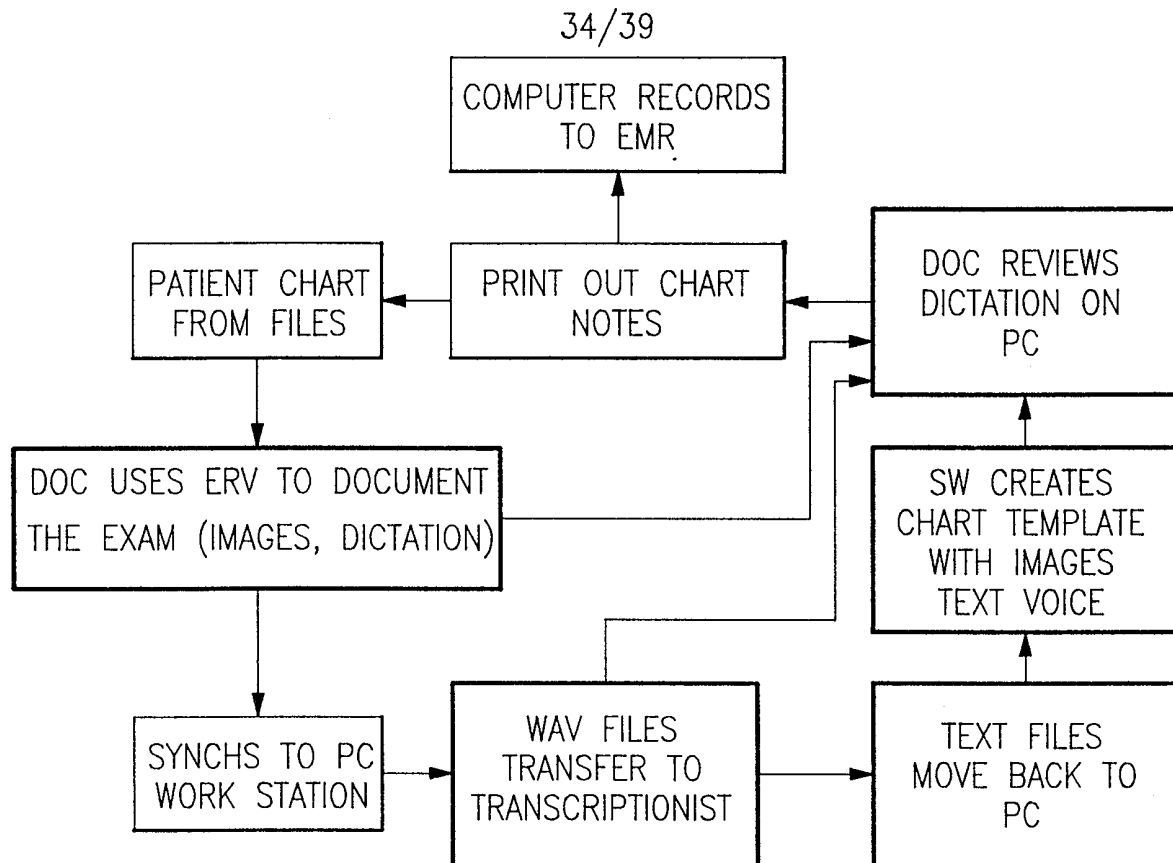 34/39
COMPUTER RECORDS
TO EMR
PATIENT CHART
FROM FILES
PRINT OUT CHART
NOTES
DOC REVIEWS
DICTATION ON
PC
DOC USES ERV TO DOCUMENT
THE EXAM (IMAGES, DICTATION)
SW CREATES
CHART TEMPLATE
WITH IMAGES
TEXT VOICE
SYNCHS TO PC
WORK STATION
WAV FILES
TRANSFER TO
TRANSCRIPTIONIST
TEXT FILES
MOVE BACK TO
PC